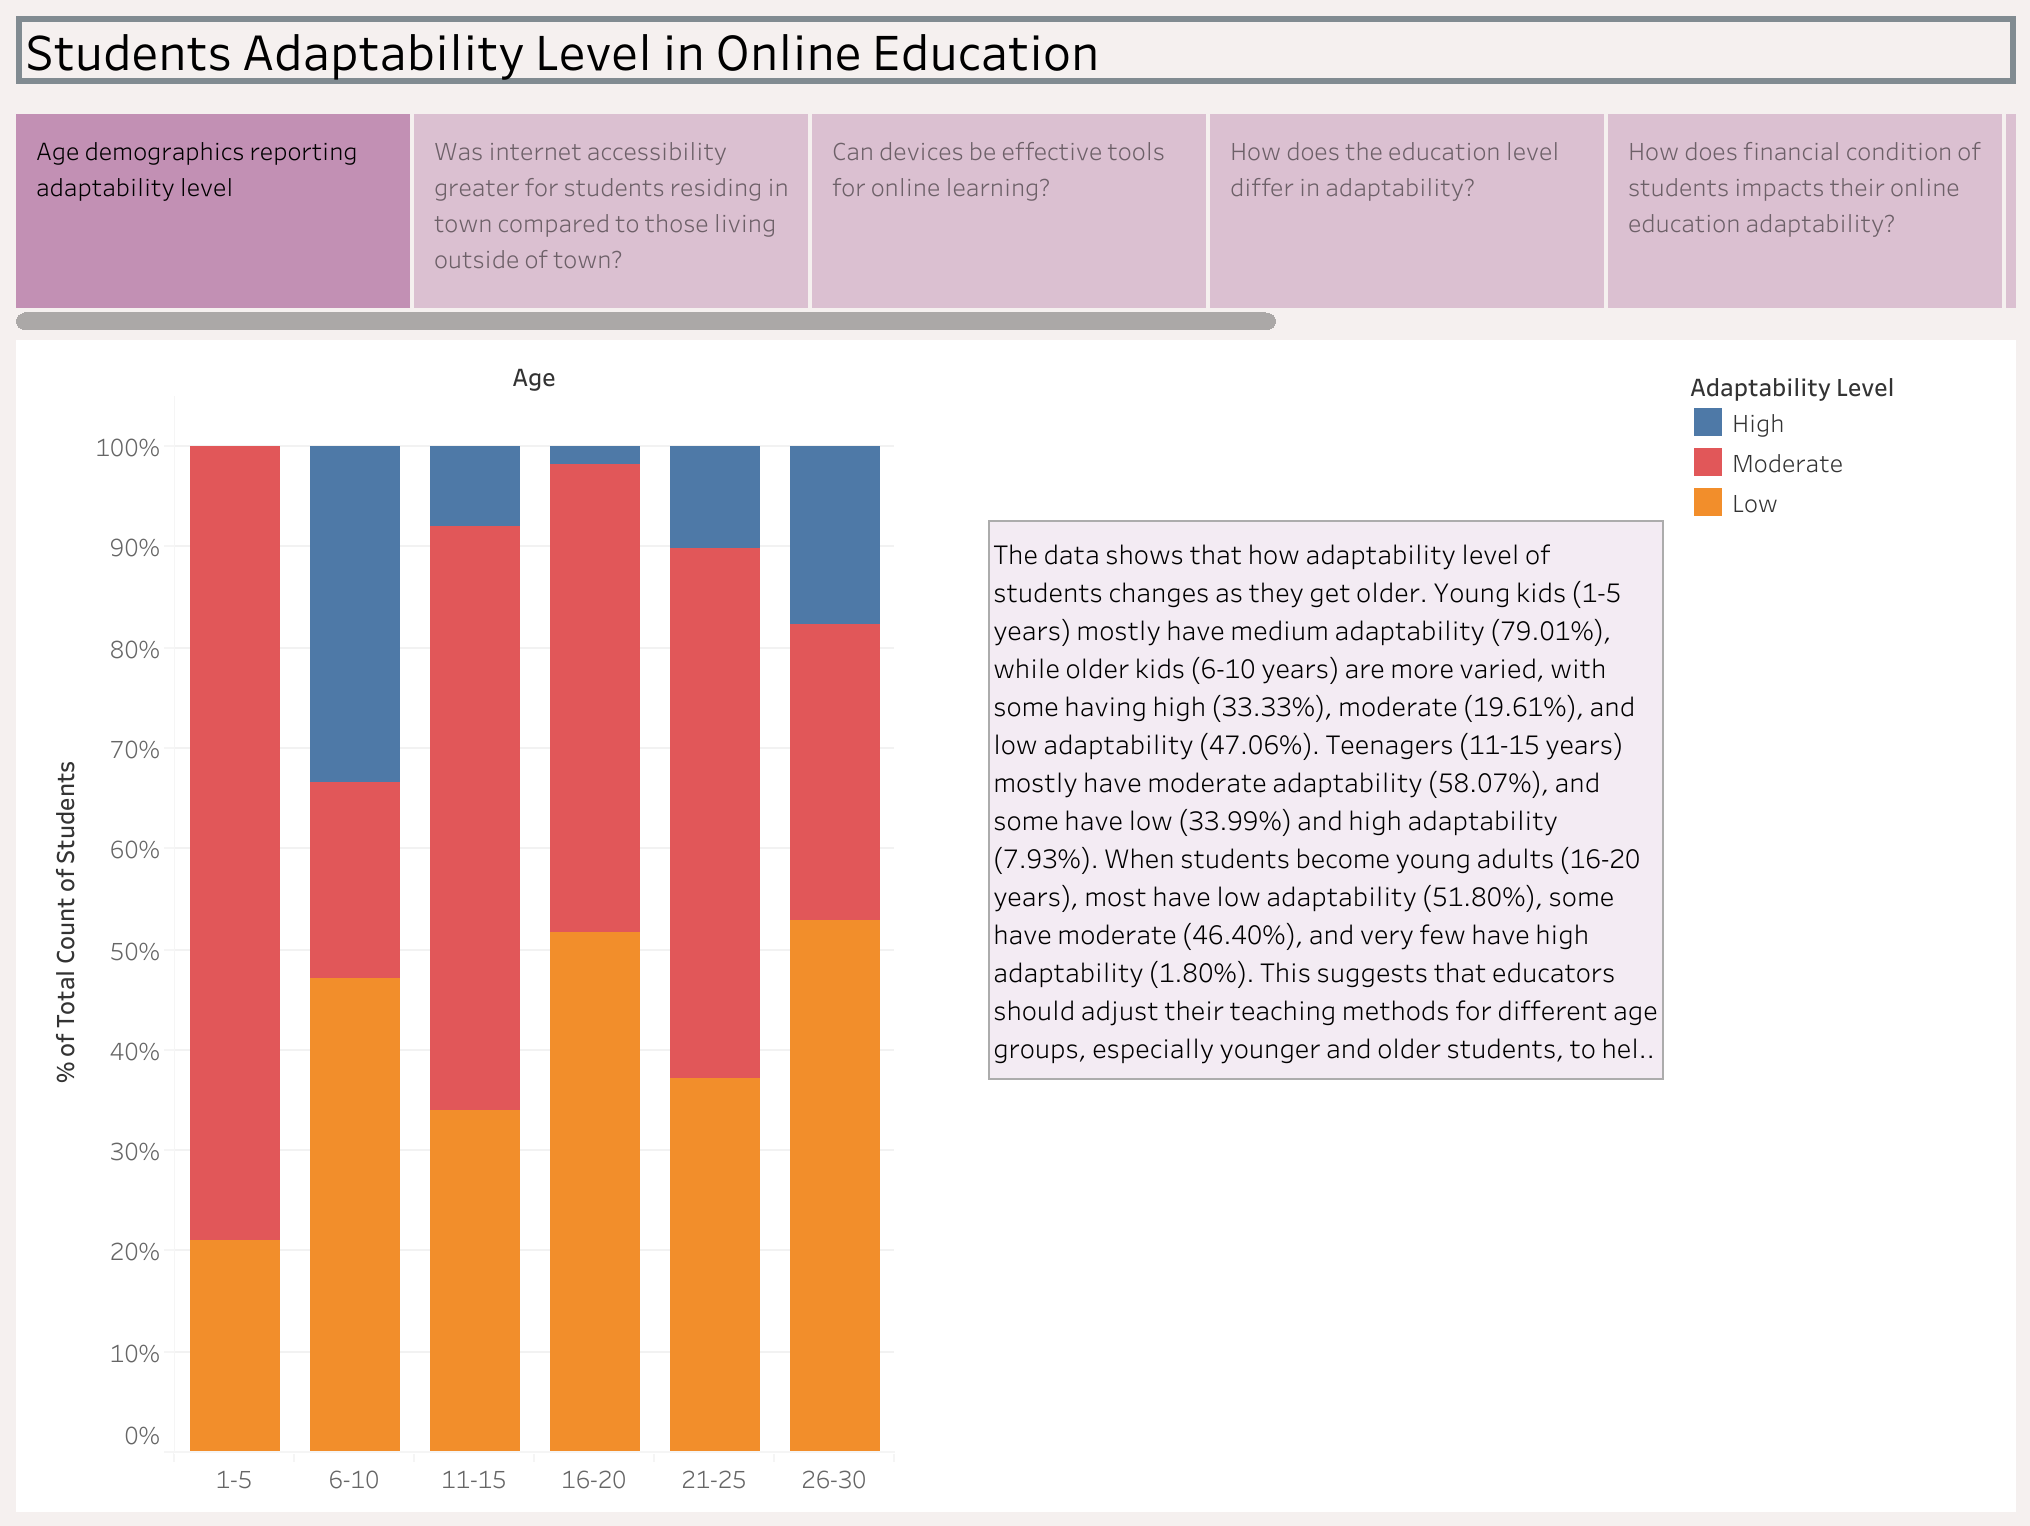 Students Adaptability Level in Online Education
Age demographics reporting
adaptability level
Was internet accessibility
greater for students residing in
town compared to those living
outside of town?
Can devices be effective tools
for online learning?
How does the education level
differ in adaptability?
How does financial condition of
students impacts their online
education adaptability?
Age
% of Total Count of Students
100%
90%
80%
70%
60%
50%
40%
30%
20%
10%
0%
1-5
6-10
11-15
16-20
21-25
26-30
The data shows that how adaptability level of
students changes as they get older. Young kids (1-5
years) mostly have medium adaptability (79.01%),
while older kids (6-10 years) are more varied, with
some having high (33.33%), moderate (19.61%), and
low adaptability (47.06%). Teenagers (11-15 years)
mostly have moderate adaptability (58.07%), and
some have low (33.99%) and high adaptability
(7.93%). When students become young adults (16-20
years), most have low adaptability (51.80%), some
have moderate (46.40%), and very few have high
adaptability (1.80%). This suggests that educators
should adjust their teaching methods for different age
groups, especially younger and older students, to hel..
Adaptability Level
High
Moderate
Low